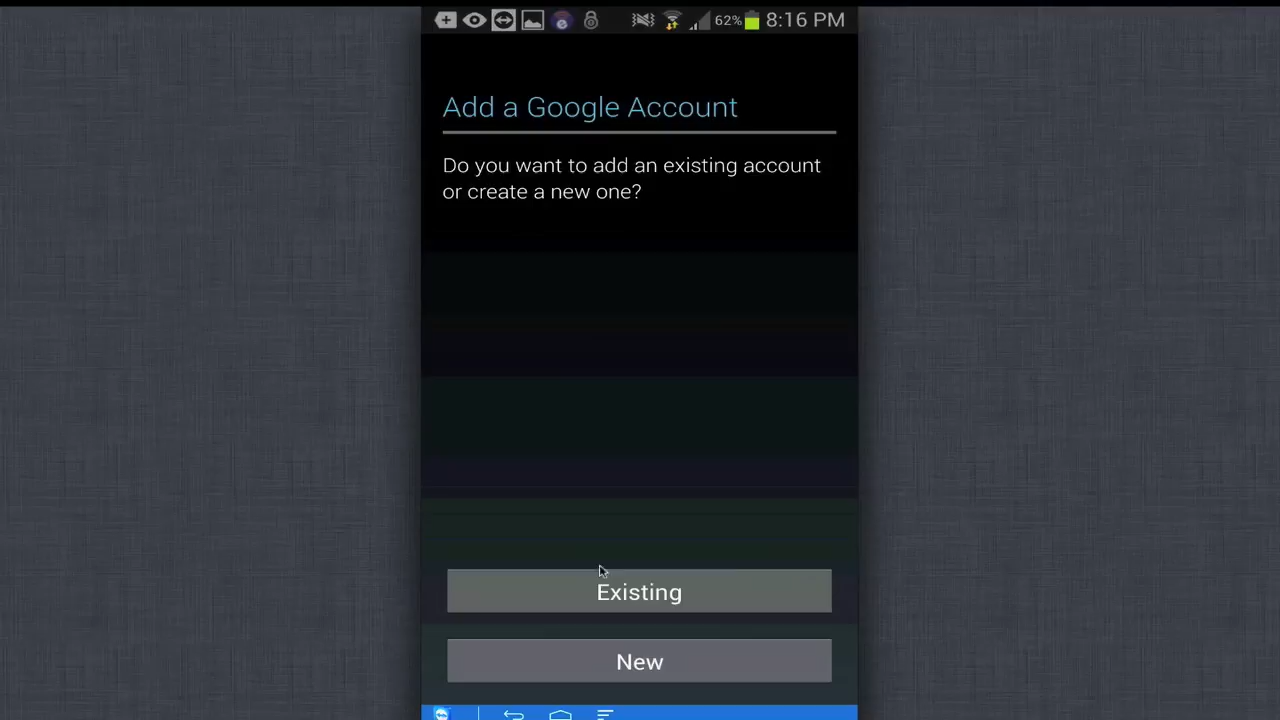 62% 8:16 PM
Add a Google Account
Do you want to add an existing account
or create a new one?
Existing
New